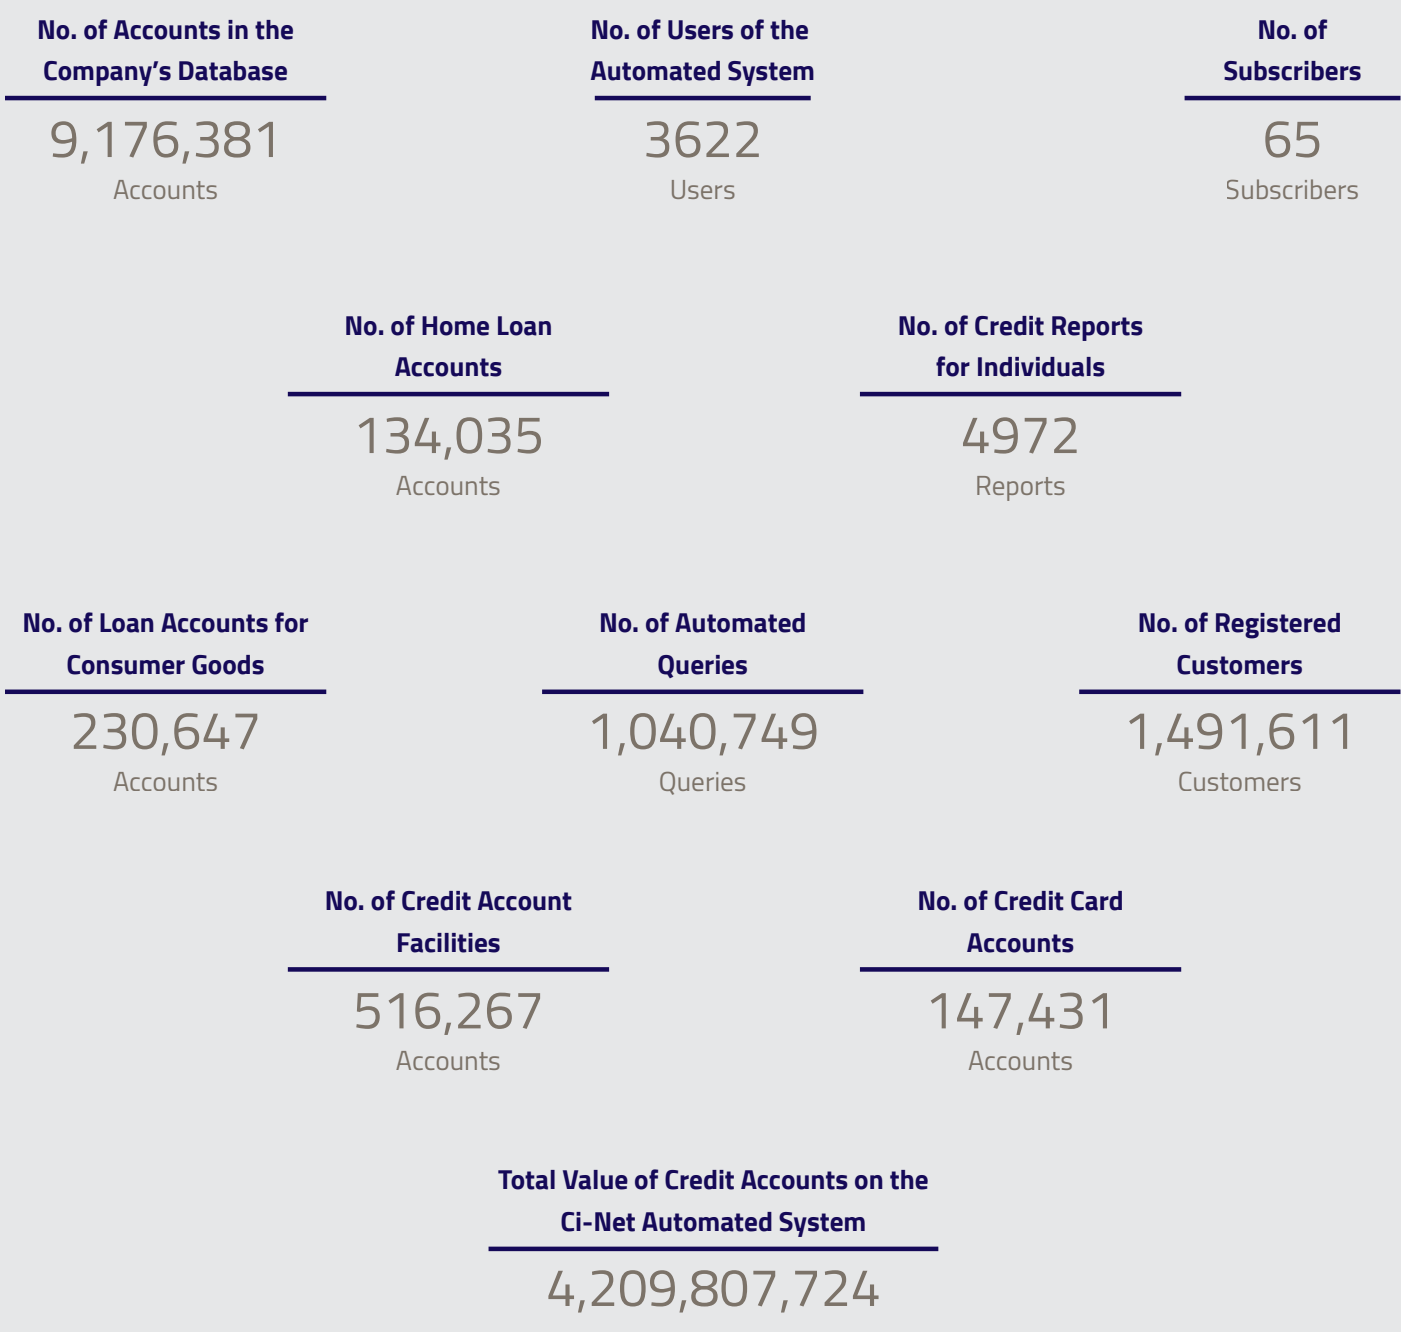 No. of Accounts in the
Company’s Database
9,176,381
Accounts
No. of Users of the
Automated System
3622
Users
No. of
Subscribers
65
Subscribers
No. of Home Loan
Accounts
134,035
Accounts
No. of Credit Reports
for Individuals
4972
Reports
No. of Loan Accounts for
Consumer Goods
230,647
Accounts
No. of Automated
Queries
1,040,749
Queries
No. of Registered
Customers
1,491,611
Customers
No. of Credit Account
Facilities
516,267
Accounts
No. of Credit Card
Accounts
147,431
Accounts
Total Value of Credit Accounts on the
Ci-Net Automated System
4,209,807,724